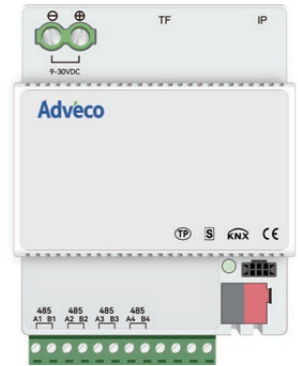 TF IP
9-30VDC
Adveco
TP S KNX CE
485 485 485 485
A1 B1 A2 B2 A3 B3 A4 B4